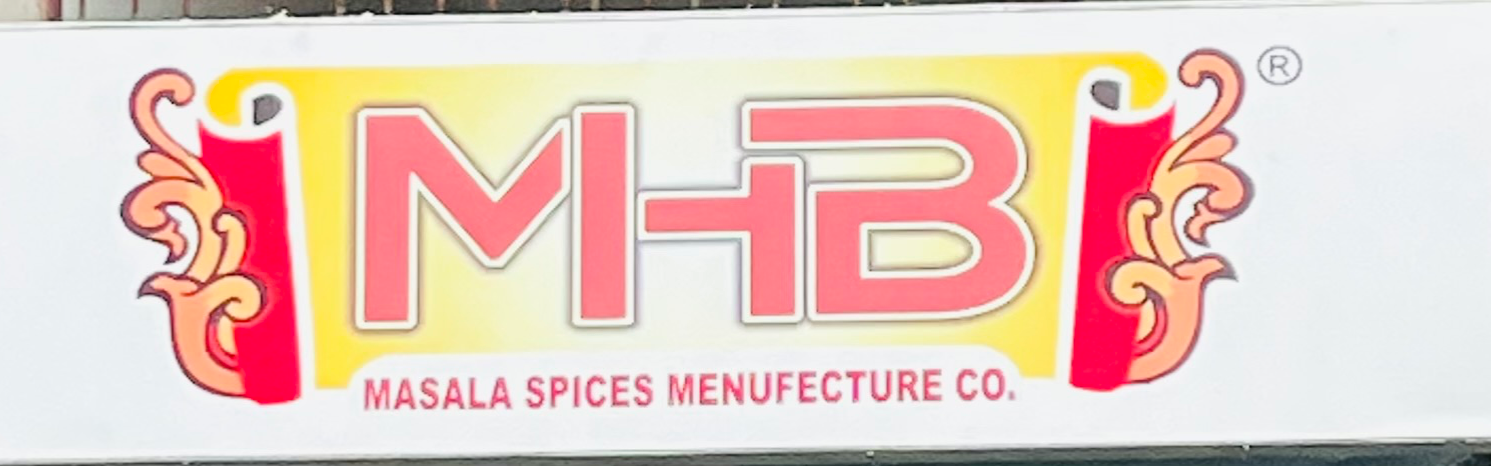 MHB ®
MASALA SPICES MENUFECTURE CO.